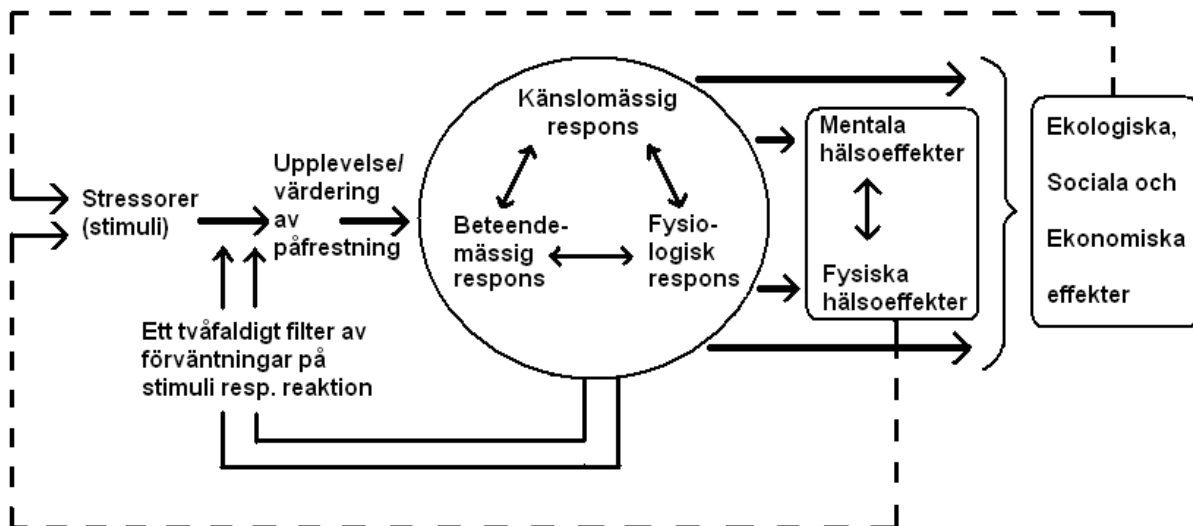 Stressorer
(stimuli)
Upplevelse/
värdering
av
påfrestning
Ett tvåfaldigt filter av
förväntningar på
stimuli resp. reaktion
Känslomässig
respons
Beteende-
mässig
respons
Fysio-
logisk
respons
Mentala
hälsoeffekter
Fysiska
hälsoeffekter
Ekologiska,
Sociala och
Ekonomiska
effekter